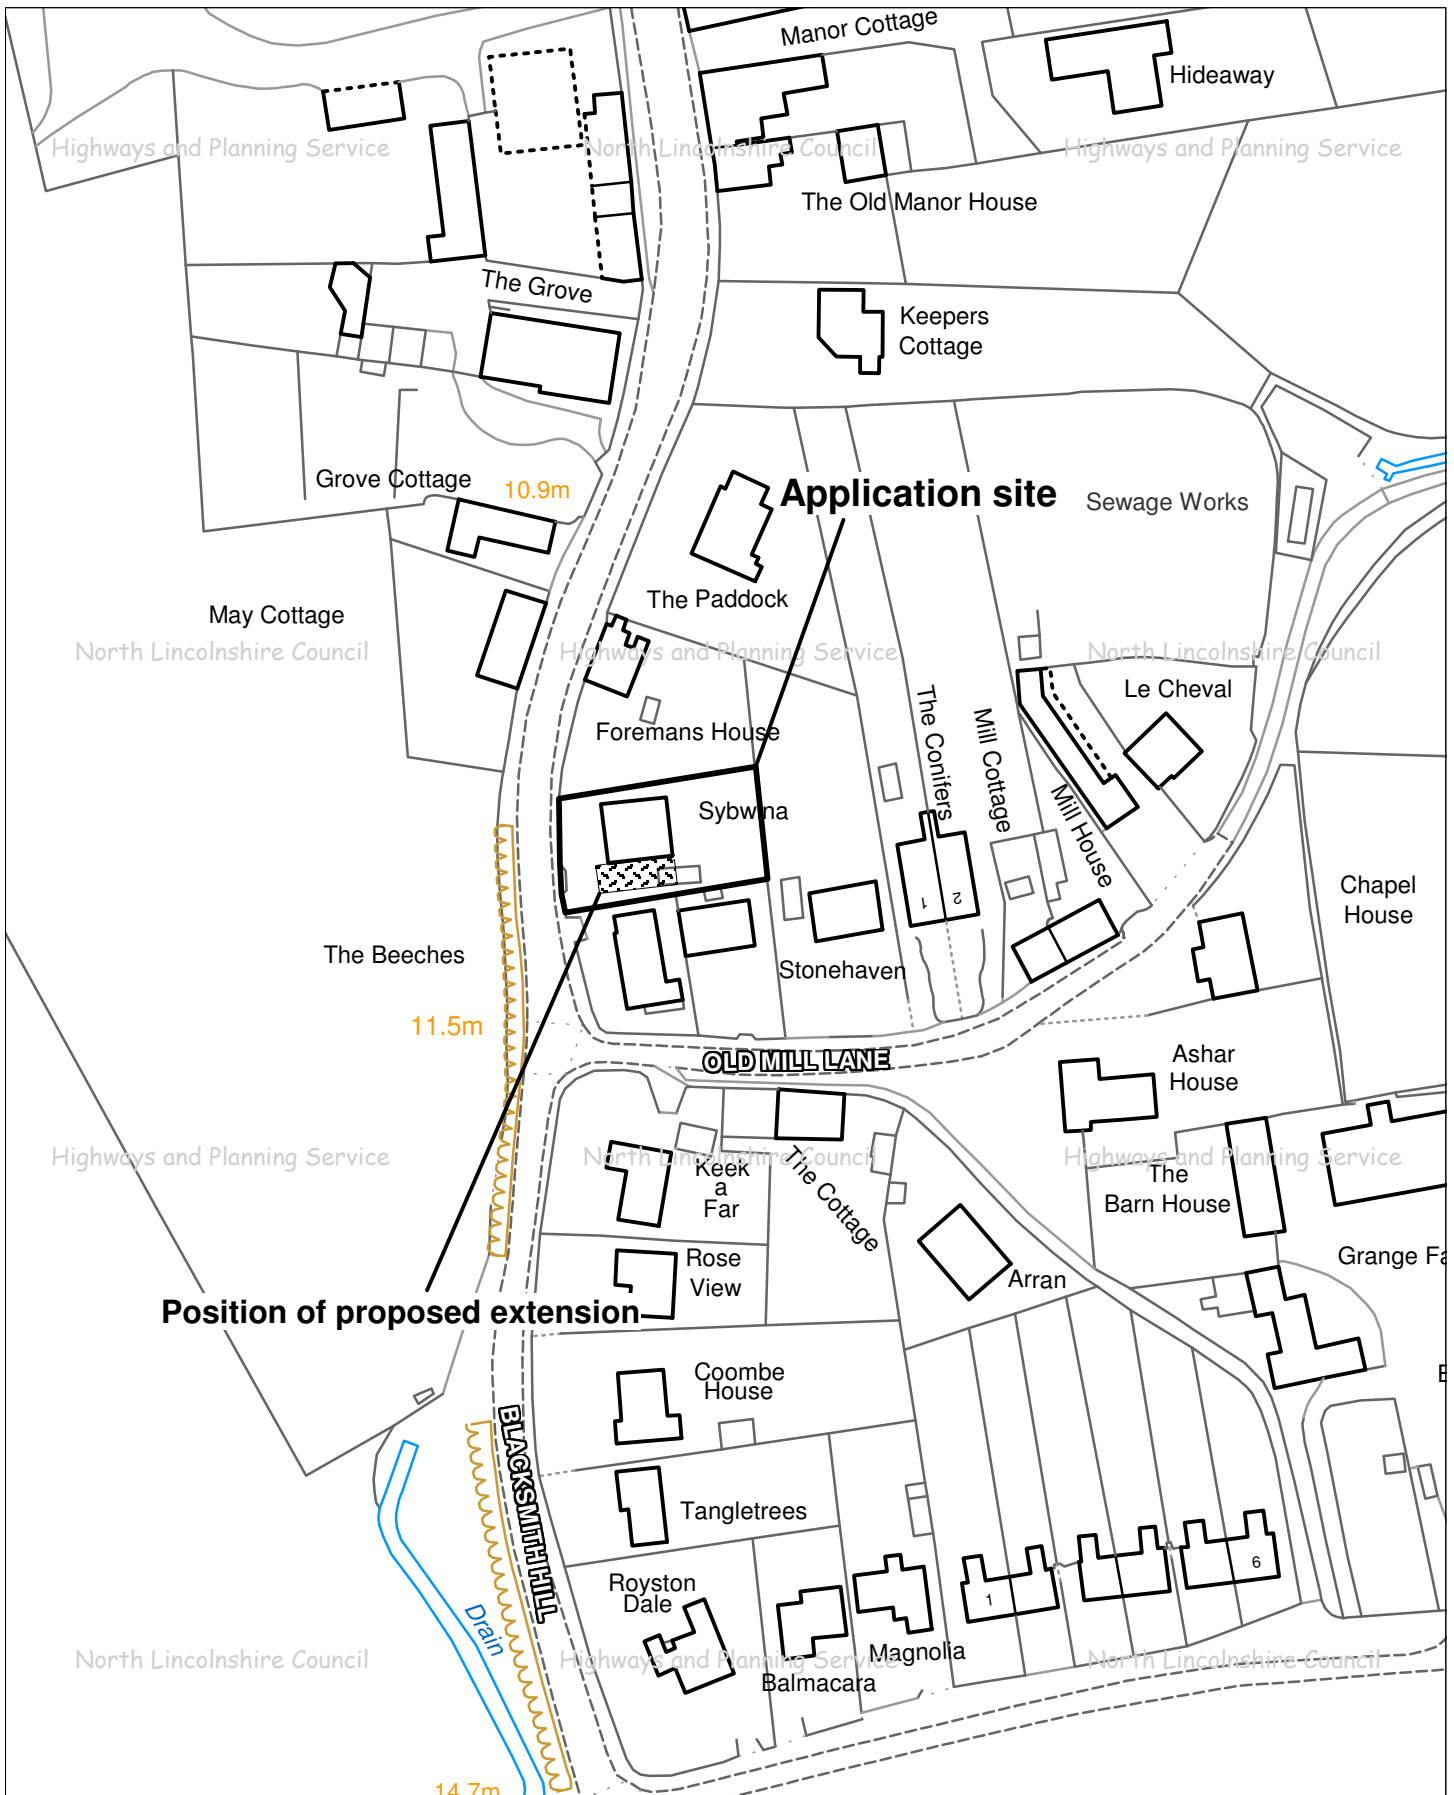 Manor Cottage
Hideaway
Highways and Planning Service
North Lincolnshire Council
Highways and Planning Service
The Old Manor House
The Grove
Keepers
Cottage
Grove Cottage
10.9m
Application site
Sewage Works
The Paddock
May Cottage
North Lincolnshire Council
Highways and Planning Service
North Lincolnshire Council
Le Cheval
The Conifers
Mill Cottage
Foremans House
Mill House
Sybwina
1
2
Chapel
House
The Beeches
Stonehaven
11.5m
OLD MILL LANE
Ashar
House
Highways and Planning Service
North Lincolnshire Council
Highways and Planning Service
Keek
a
Far
The Cottage
The
Barn House
Rose
View
Arran
Grange Fa
Position of proposed extension
Coombe
House
E
BLACKSMITH HILL
Tangletrees
Royston
Dale
1
6
Drain
Magnolia
North Lincolnshire Council
Highways and Planning Service
North Lincolnshire Council
Balmacara
14.7m